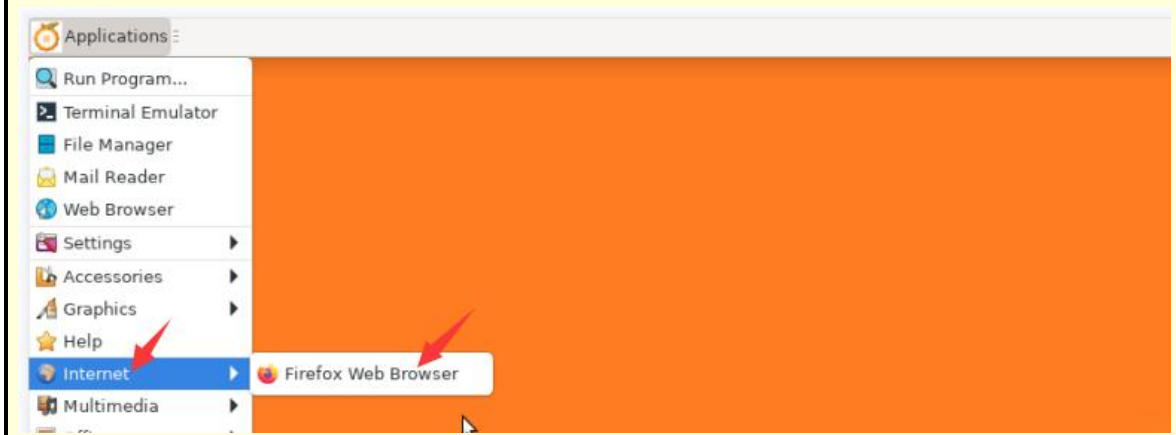 Applications
Run Program...
Terminal Emulator
File Manager
Mail Reader
Web Browser
Settings
Accessories
Graphics
Help
Internet
Firefox Web Browser
Multimedia